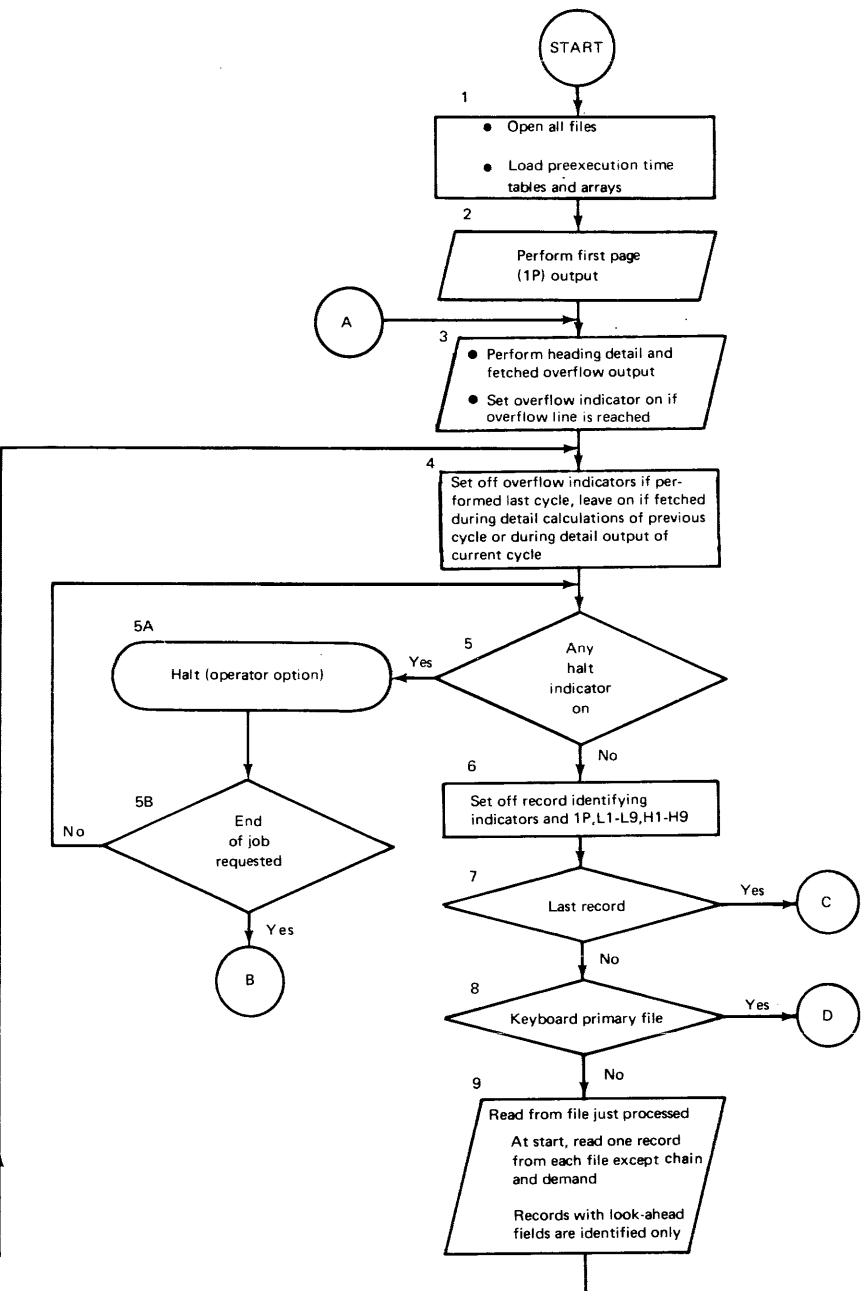 START
1
• Open all files
• Load preexecution time
tables and arrays
2
Perform first page
(1P) output
A
3
• Perform heading detail and
fetched overflow output
• Set overflow indicator on if
overflow line is reached
4
Set off overflow indicators if per-
formed last cycle, leave on if fetched
during detail calculations of previous
cycle or during detail output of
current cycle
5A
Halt (operator option)
Yes
5
Any
halt
indicator
on
No
5B
End
of job
requested
No
Yes
B
6
Set off record identifying
indicators and 1P,L1-L9,H1-H9
7
Last record
Yes
C
No
8
Keyboard primary file
Yes
D
No
9
Read from file just processed
At start, read one record
from each file except chain
and demand
Records with look-ahead
fields are identified only